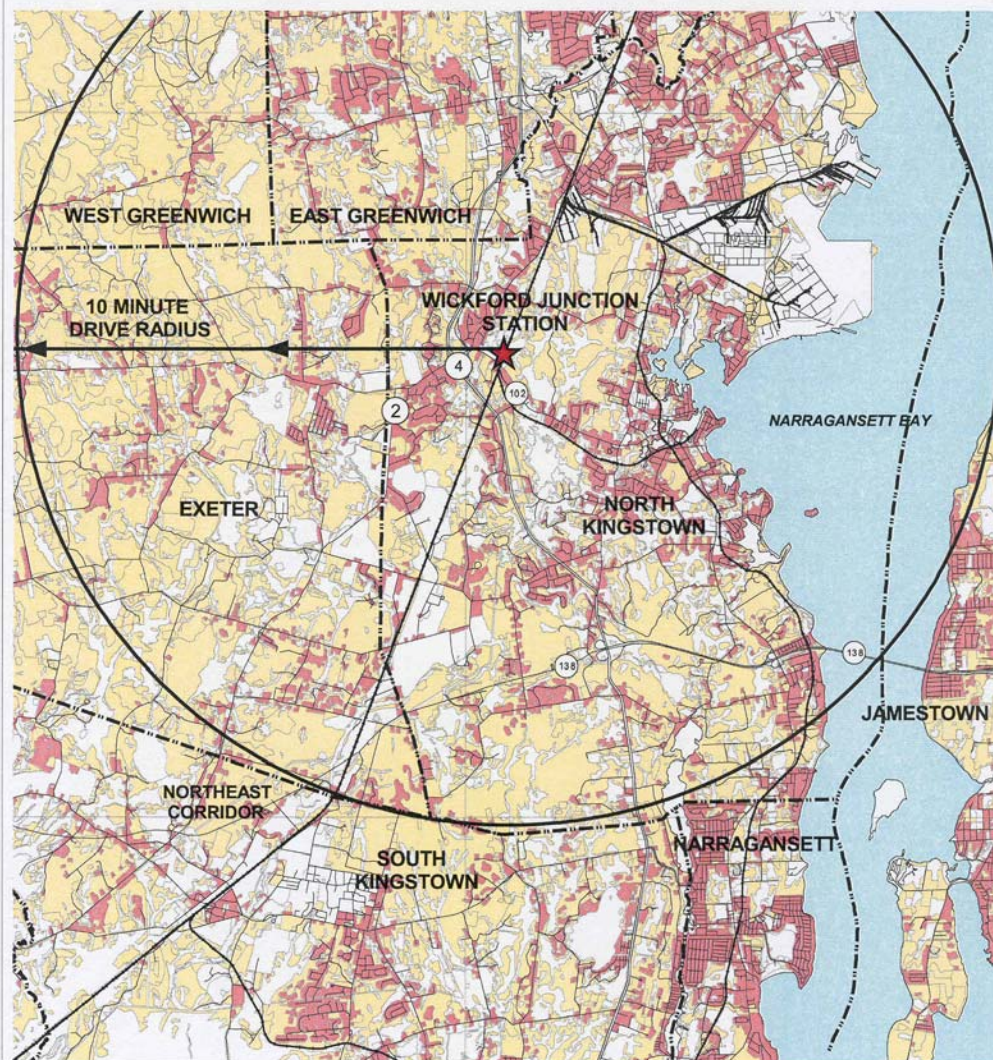 WEST GREENWICH
EAST GREENWICH
10 MINUTE
DRIVE RADIUS
WICKFORD JUNCTION
STATION
4
102
2
NARRAGANSETT BAY
EXETER
NORTH
KINGSTOWN
138
138
JAMESTOWN
NORTHEAST
CORRIDOR
NARRAGANSETT
SOUTH
KINGSTOWN